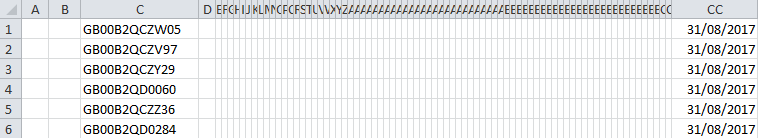 A B C D CC
1 GB00B2QCZW05 31/08/2017
2 GB00B2QCZV97 31/08/2017
3 GB00B2QCZY29 31/08/2017
4 GB00B2QD0060 31/08/2017
5 GB00B2QCZZ36 31/08/2017
6 GB00B2QD0284 31/08/2017